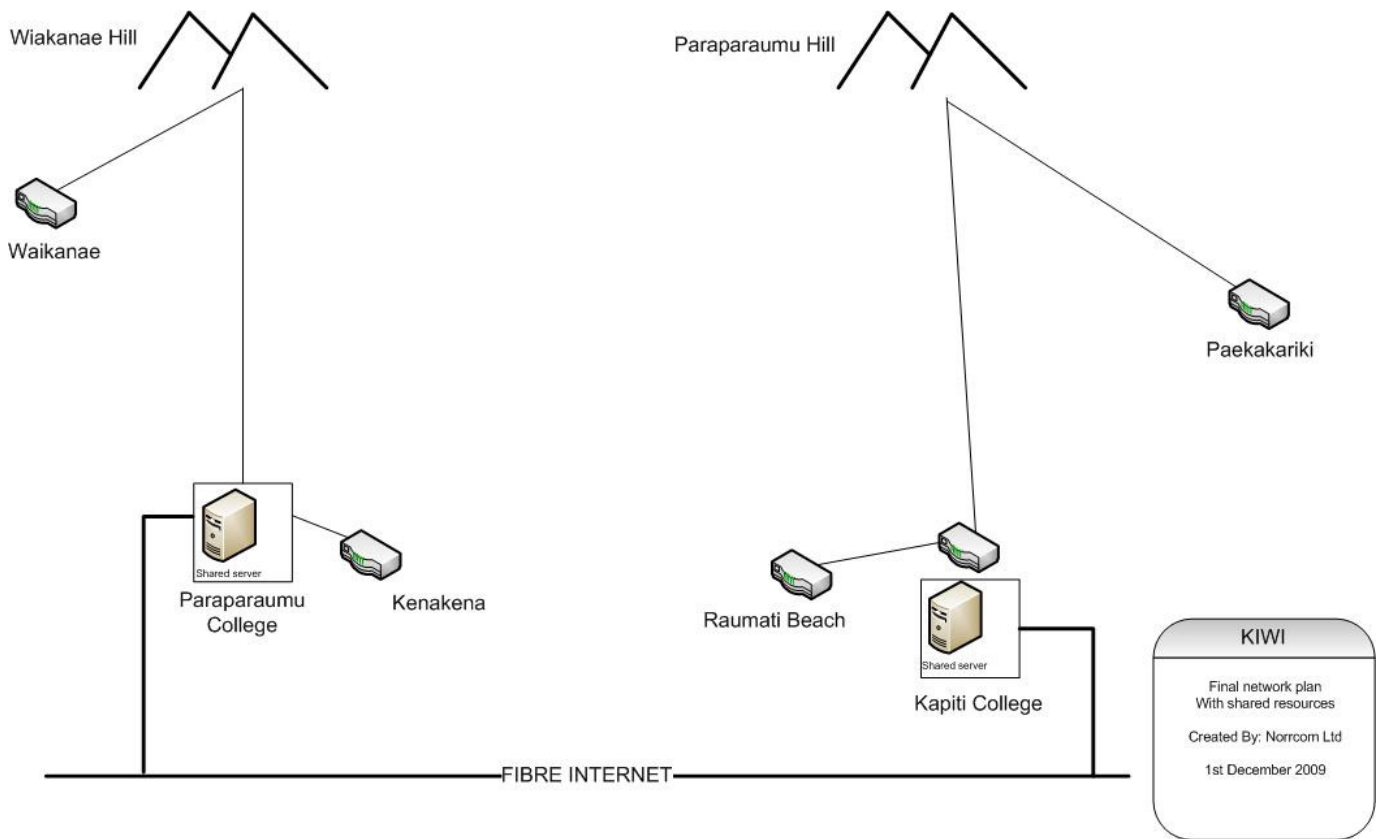 Wiakanae Hill
Paraparaumu Hill
Waikanae
Paekakariki
Shared server
Paraparaumu
College
Kenakena
Raumati Beach
Shared server
Kapiti College
FIBRE INTERNET
KIWI
Final network plan
With shared resources
Created By: Norrcom Ltd
1st December 2009